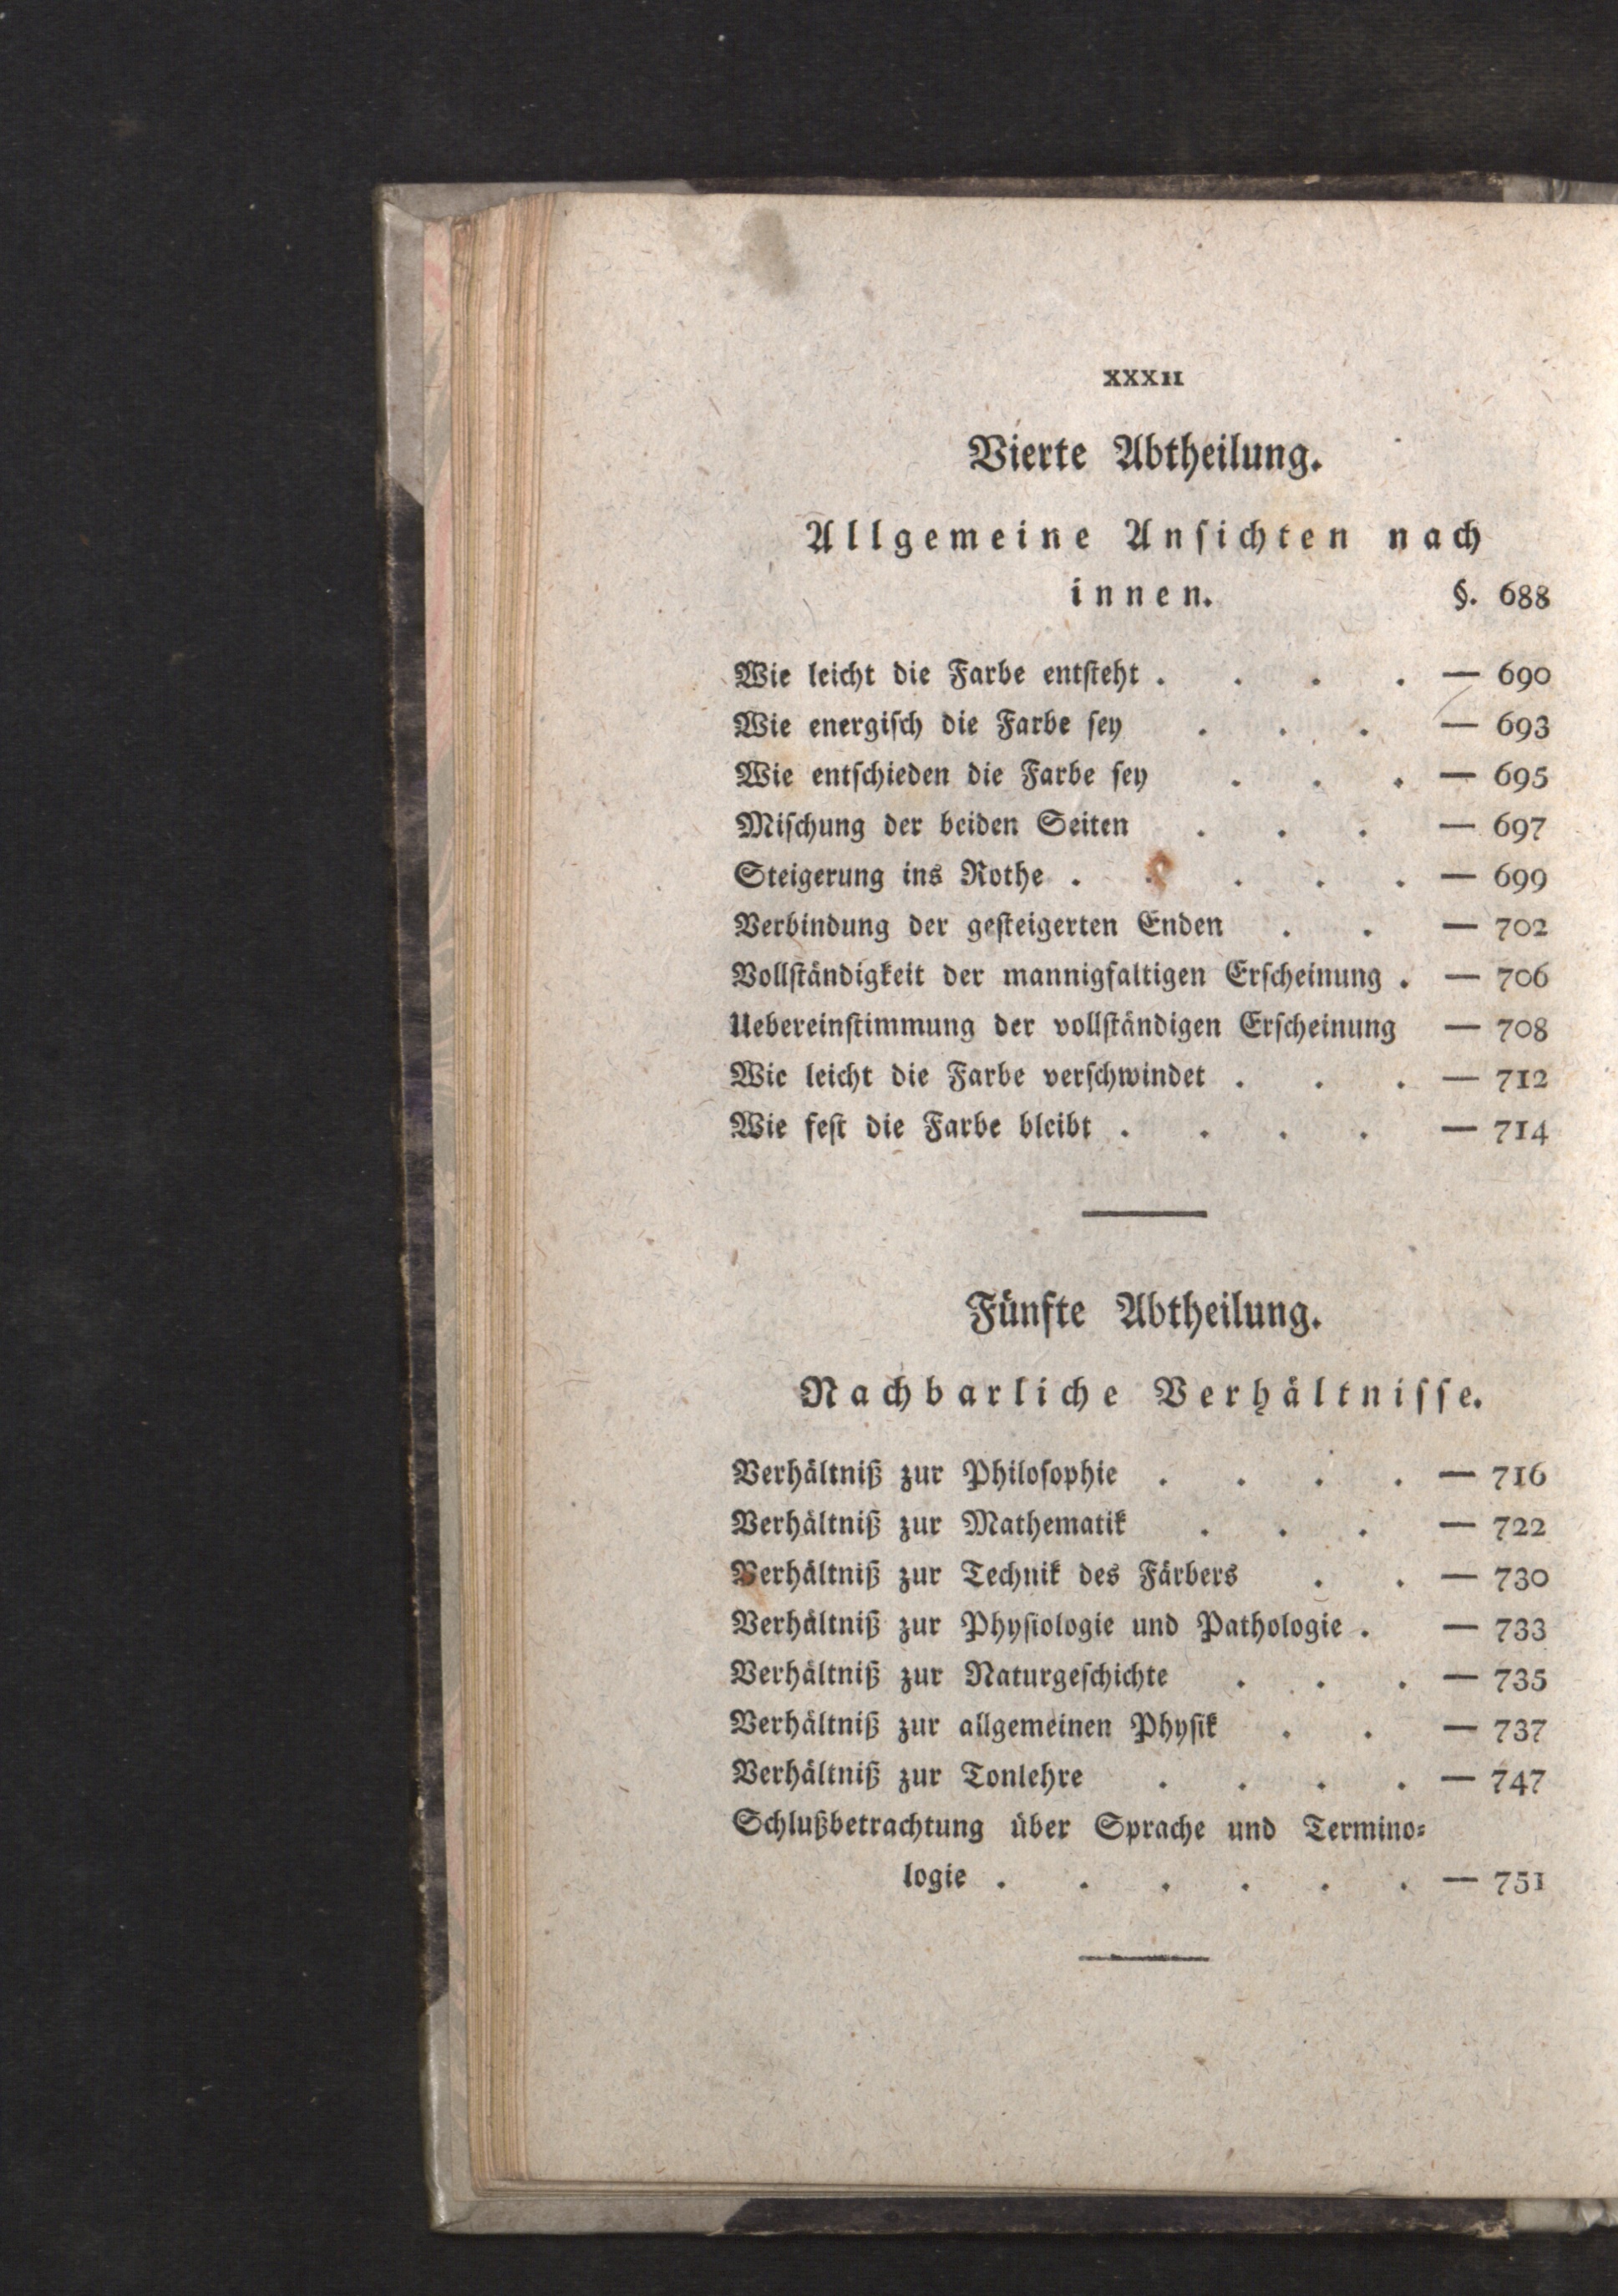 XXXII
Vierte Abtheilung.
Allgemeine Ansichten nach
innen. §. 688
Wie leicht die Farbe entsteht . . . . — 690
Wie energisch die Farbe sey . . . — 693
Wie entschieden die Farbe sey . . . — 695
Mischung der beiden Seiten . . . — 697
Steigerung ins Rothe . . . . . — 699
Verbindung der gesteigerten Enden . . — 702
Vollständigkeit der mannigfaltigen Erscheinung . — 706
Uebereinstimmung der vollständigen Erscheinung — 708
Wie leicht die Farbe verschwindet . . . — 712
Wie fest die Farbe bleibt . . . . — 714
Fünfte Abtheilung.
Nachbarliche Verhältnisse.
Verhältniß zur Philosophie . . . . — 716
Verhältniß zur Mathematik . . . — 722
Verhältniß zur Technik des Färbers . . — 730
Verhältniß zur Physiologie und Pathologie . — 733
Verhältniß zur Naturgeschichte . . . — 735
Verhältniß zur allgemeinen Physik . . — 737
Verhältniß zur Tonlehre . . . . — 747
Schlußbetrachtung über Sprache und Termino-
logie . . . . . . — 751